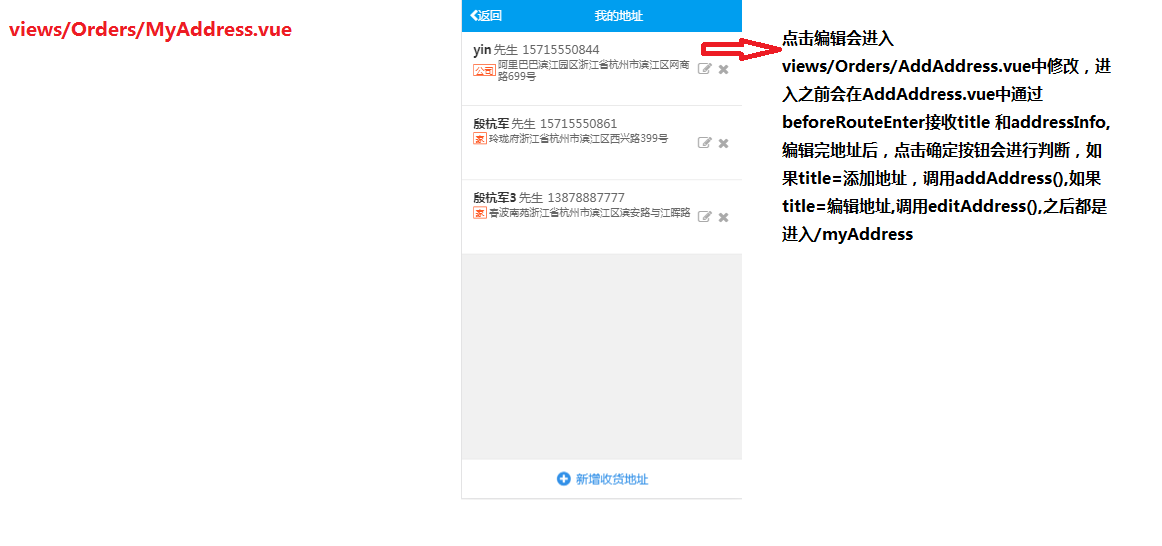 views/Orders/MyAddress.vue
返回
我的地址
yin 先生 15715550844
公司 阿里巴巴滨江园区浙江省杭州市滨江区网商
路699号
殷杭军 先生 15715550861
家 玲珑府浙江省杭州市滨江区西兴路399号
殷杭军3 先生 13878887777
家 春波南苑浙江省杭州市滨江区滨安路与江晖路
新增收货地址
点击编辑会进入
views/Orders/AddAddress.vue中修改，进
入之前会在AddAddress.vue中通过
beforeRouteEnter接收title 和addressInfo,
编辑完地址后，点击确定按钮会进行判断，如
果title=添加地址，调用addAddress(),如果
title=编辑地址,调用editAddress(),之后都是
进入/myAddress